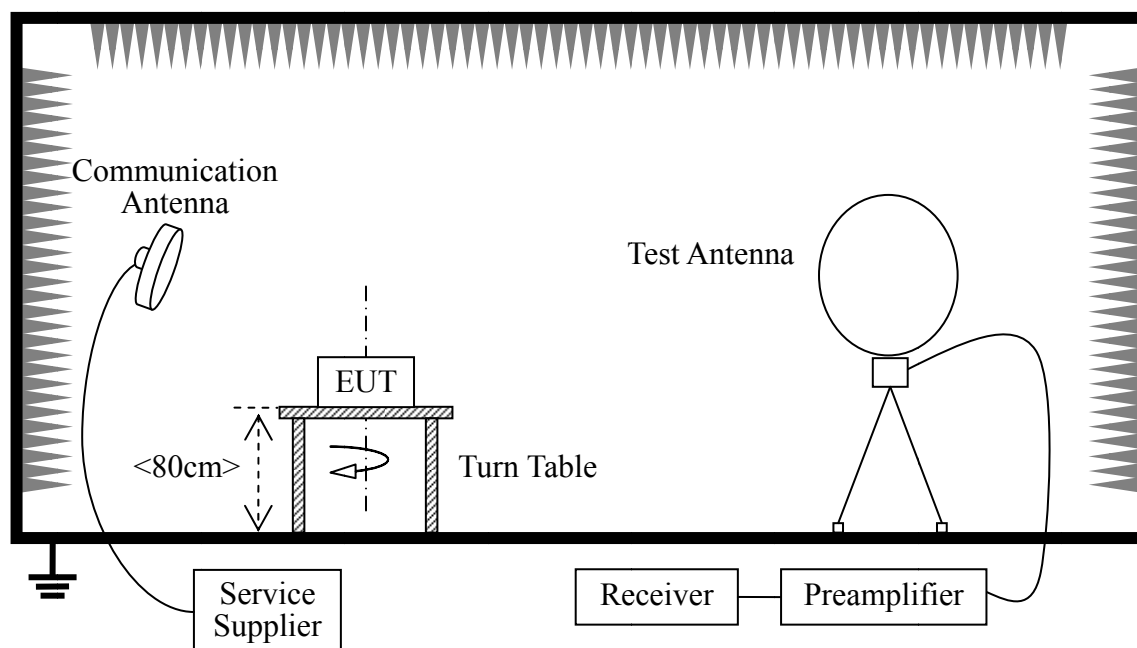 Communication
Antenna
Test Antenna
EUT
<80cm>
Turn Table
Service
Supplier
Receiver
Preamplifier